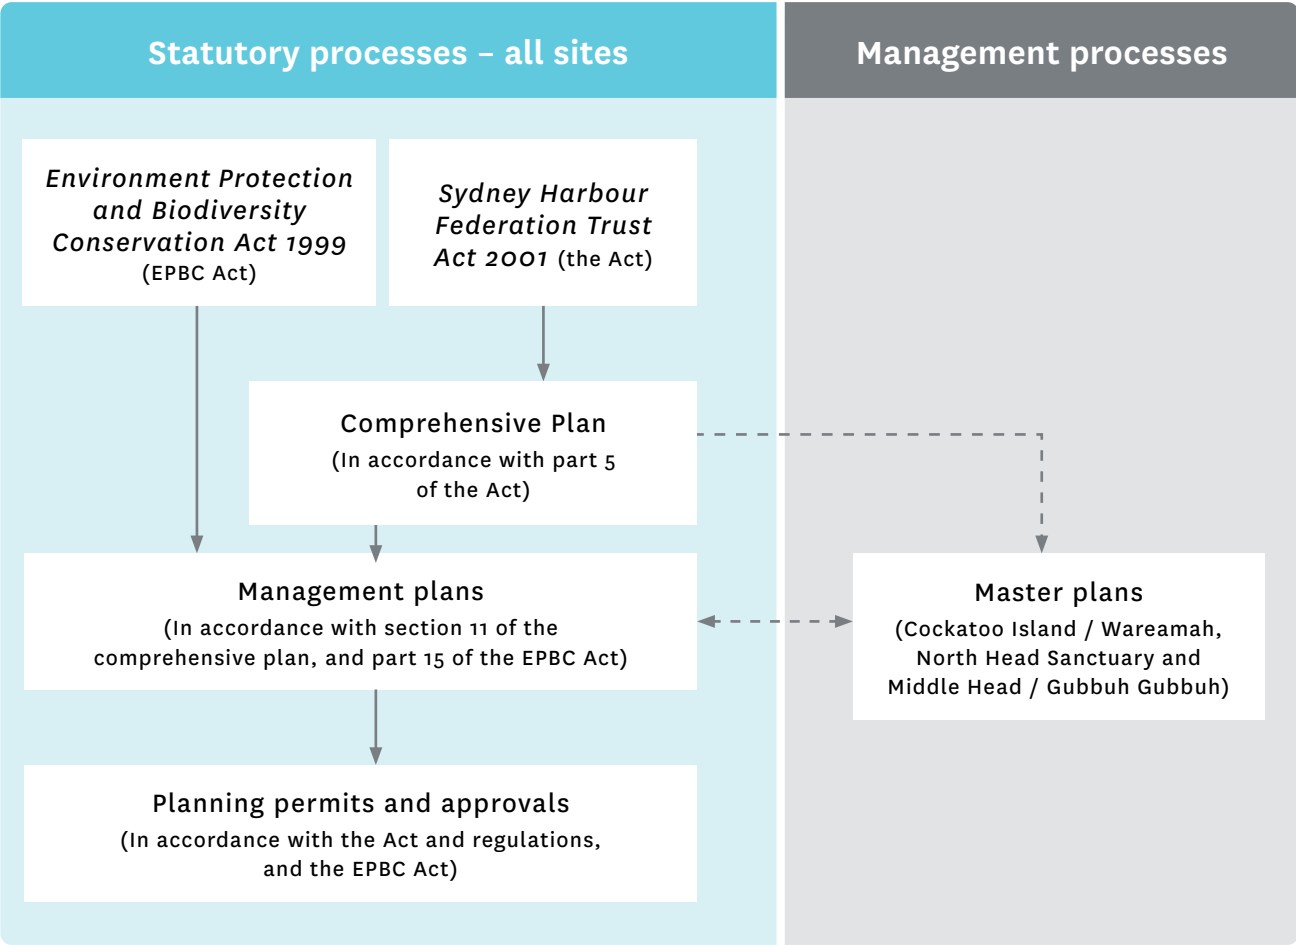 Statutory processes – all sites
Management processes
Environment Protection
and Biodiversity
Conservation Act 1999
(EPBC Act)
Sydney Harbour
Federation Trust
Act 2001 (the Act)
Comprehensive Plan
(In accordance with part 5
of the Act)
Management plans
(In accordance with section 11 of the
comprehensive plan, and part 15 of the EPBC Act)
Master plans
(Cockatoo Island / Wareamah,
North Head Sanctuary and
Middle Head / Gubbuh Gubbuh)
Planning permits and approvals
(In accordance with the Act and regulations,
and the EPBC Act)